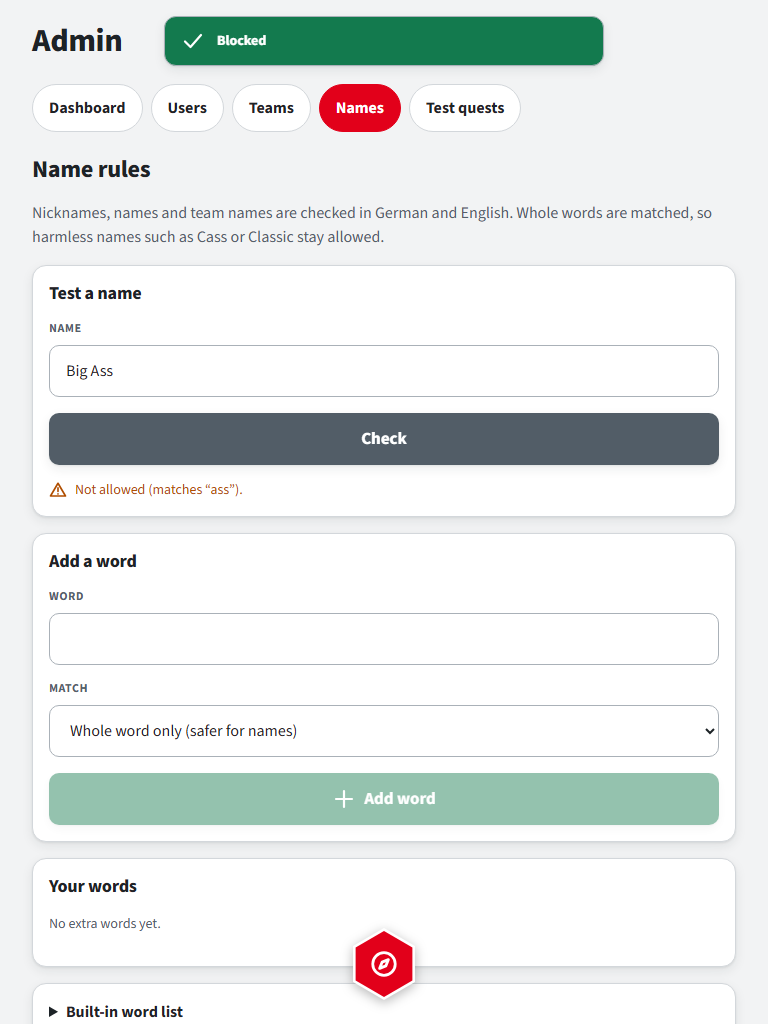 Admin
Blocked
Dashboard
Users
Teams
Names
Test quests
Name rules
Nicknames, names and team names are checked in German and English. Whole words are matched, so
harmless names such as Cass or Classic stay allowed.
Test a name
NAME
Big Ass
Check
Not allowed (matches “ass”).
Add a word
WORD
MATCH
Whole word only (safer for names)
Add word
Your words
No extra words yet.
Built-in word list